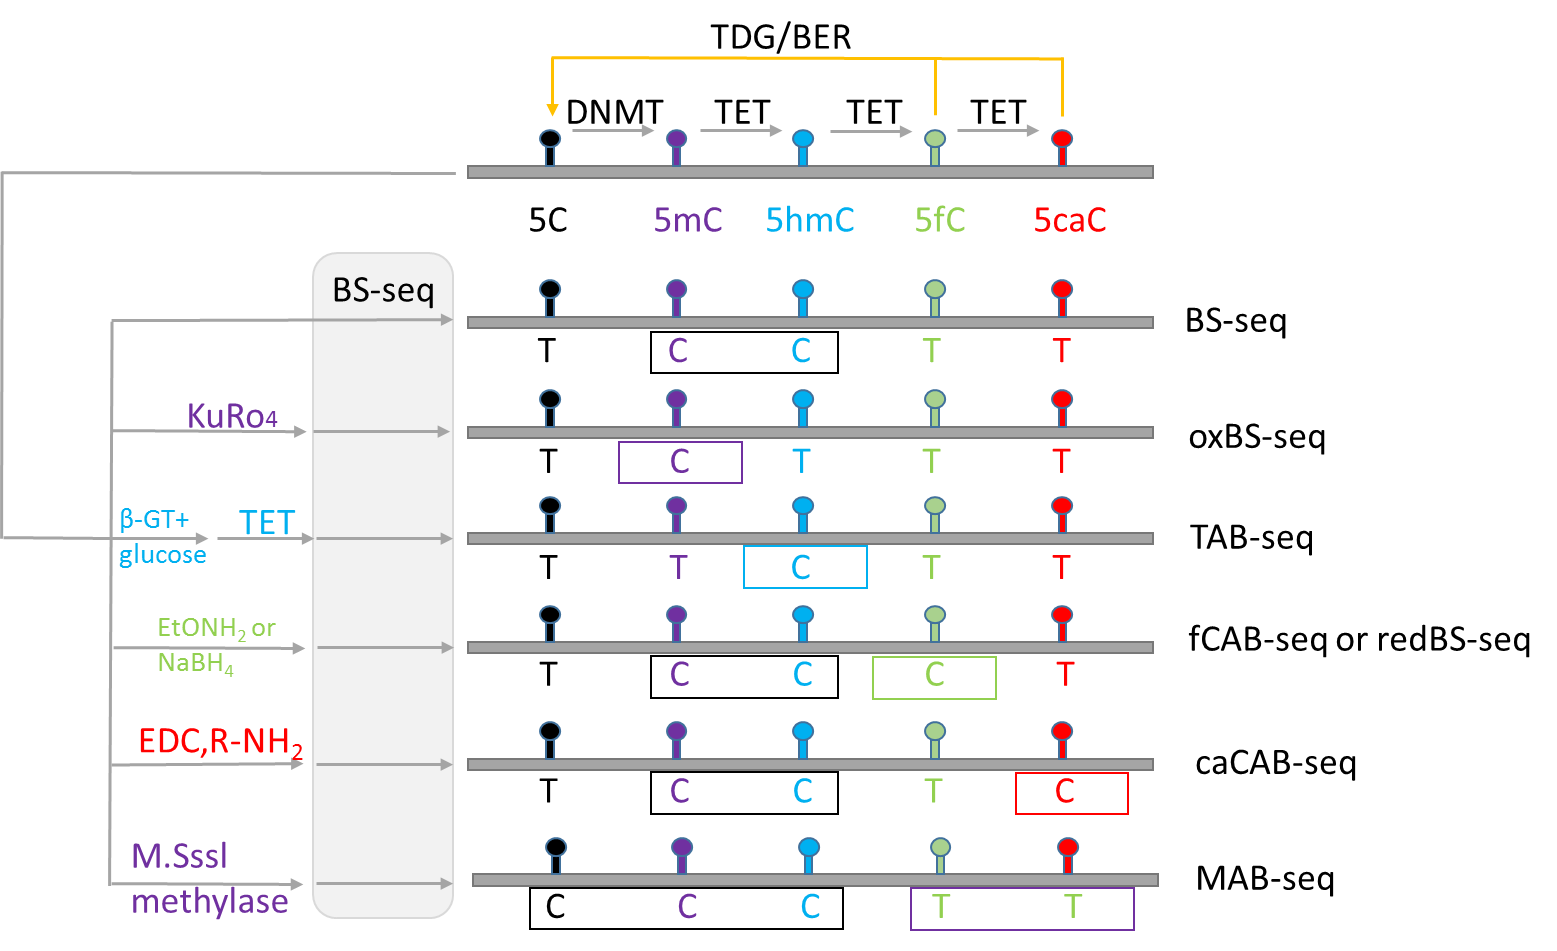 TDG/BER
DNMT TET TET TET
5C 5mC 5hmC 5fC 5caC
BS-seq
BS-seq
T C C T T
KuRo4
oxBS-seq
T C T T T
β-GT+
glucose
TET
TAB-seq
T T C T T
EtONH₂ or
NaBH₄
fCAB-seq or redBS-seq
T C C C T
EDC,R-NH₂
caCAB-seq
T C C T C
M.SssI
methylase
MAB-seq
C C C T T